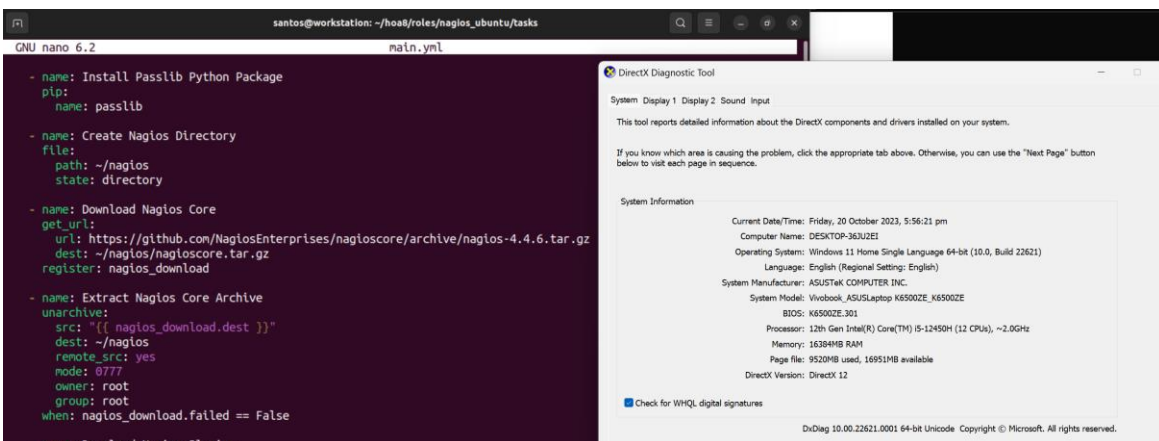 santos@workstation: ~/hoa8/roles/nagios_ubuntu/tasks
GNU nano 6.2 main.yml
- name: Install Passlib Python Package
pip:
name: passlib
- name: Create Nagios Directory
file:
path: ~/nagios
state: directory
- name: Download Nagios Core
get_url:
url: https://github.com/NagiosEnterprises/nagioscore/archive/nagios-4.4.6.tar.gz
dest: ~/nagios/nagioscore.tar.gz
register: nagios_download
- name: Extract Nagios Core Archive
unarchive:
src: "{{ nagios_download.dest }}"
dest: ~/nagios
remote_src: yes
mode: 0777
owner: root
group: root
when: nagios_download.failed == False
DirectX Diagnostic Tool
System Display 1 Display 2 Sound Input
This tool reports detailed information about the DirectX components and drivers installed on your system.
If you know which area is causing the problem, click the appropriate tab above. Otherwise, you can use the "Next Page" button
below to visit each page in sequence.
System Information
Current Date/Time: Friday, 20 October 2023, 5:56:21 pm
Computer Name: DESKTOP-36JU2EI
Operating System: Windows 11 Home Single Language 64-bit (10.0, Build 22621)
Language: English (Regional Setting: English)
System Manufacturer: ASUSTeK COMPUTER INC.
System Model: Vivobook_ASUSLaptop K6500ZE_K6500ZE
BIOS: K6500ZE.301
Processor: 12th Gen Intel(R) Core(TM) i5-12450H (12 CPUs), ~2.0GHz
Memory: 16384MB RAM
Page file: 9520MB used, 16951MB available
DirectX Version: DirectX 12
Check for WHQL digital signatures
DxDiag 10.00.22621.0001 64-bit Unicode Copyright © Microsoft. All rights reserved.